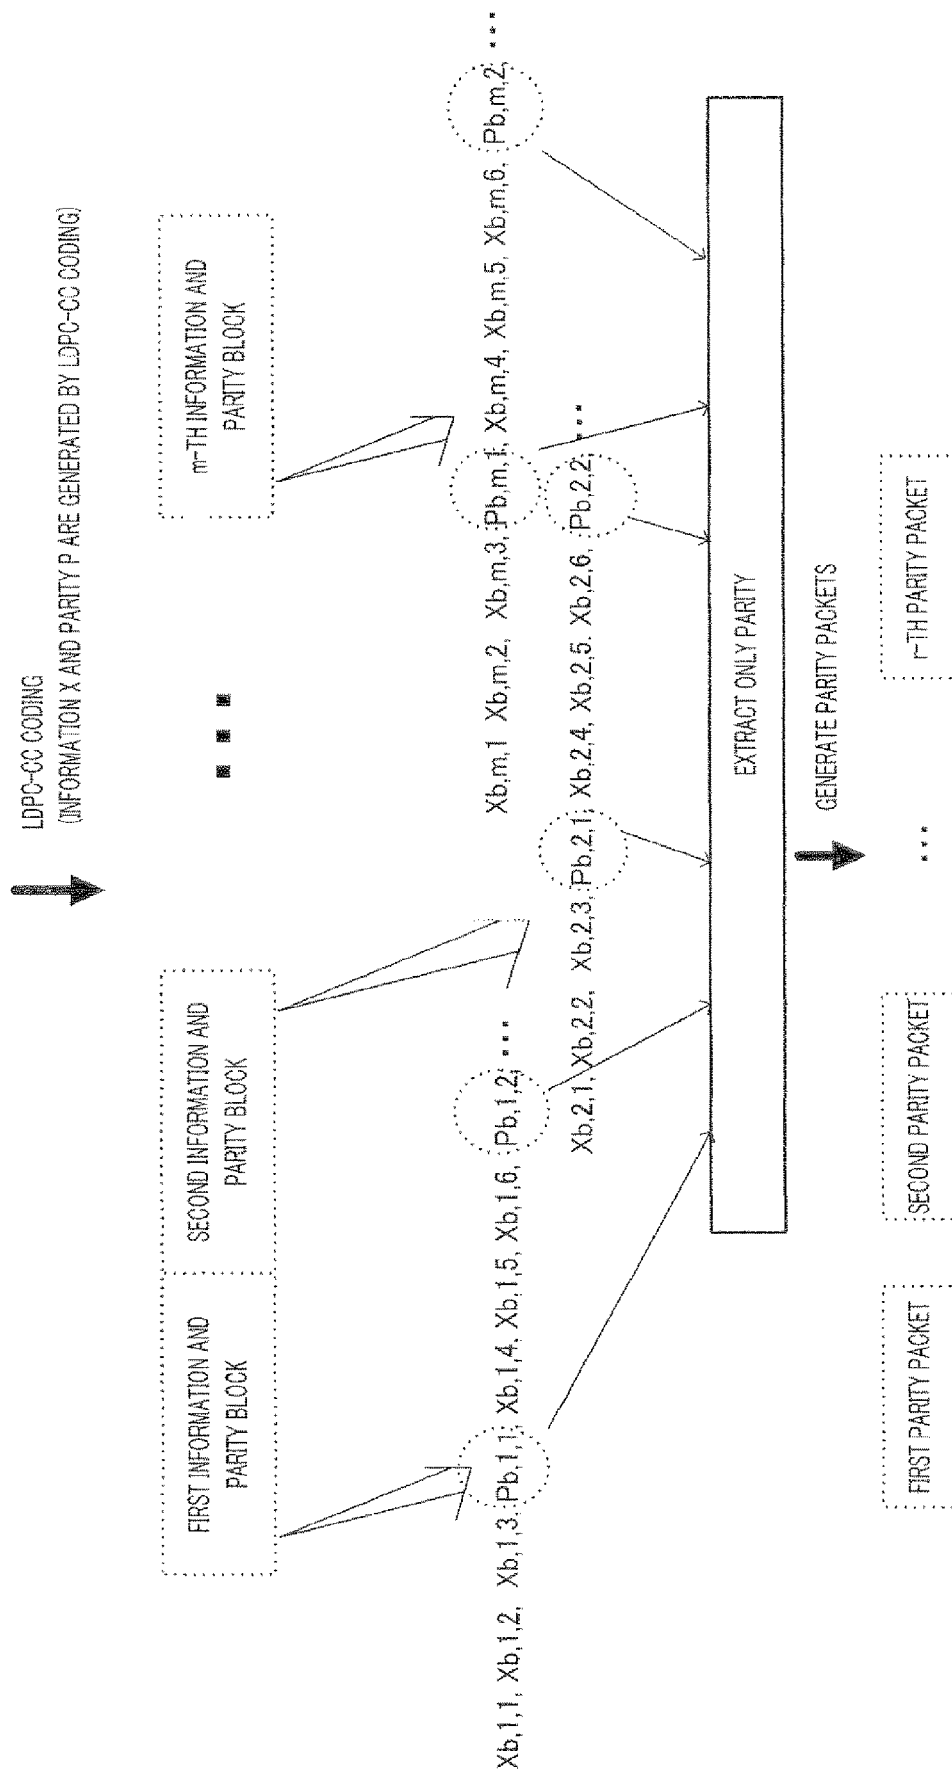 LDPC-CC CODING
(INFORMATION X AND PARITY P ARE GENERATED BY LDPC-CC CODING)
FIRST INFORMATION AND
PARITY BLOCK
SECOND INFORMATION AND
PARITY BLOCK
m-TH INFORMATION AND
PARITY BLOCK
Xb,1,1, Xb,1,2, Xb,1,3, Pb,1,1, Xb,1,4, Xb,1,5, Xb,1,6, Pb,1,2, ...
Xb,m,1 Xb,m,2, Xb,m,3, Pb,m,1, Xb,m,4, Xb,m,5, Xb,m,6, Pb,m,2, ...
Xb,2,1, Xb,2,2, Xb,2,3, Pb,2,1, Xb,2,4, Xb,2,5, Xb,2,6, Pb,2,2, ...
EXTRACT ONLY PARITY
GENERATE PARITY PACKETS
FIRST PARITY PACKET
SECOND PARITY PACKET
...
r-TH PARITY PACKET